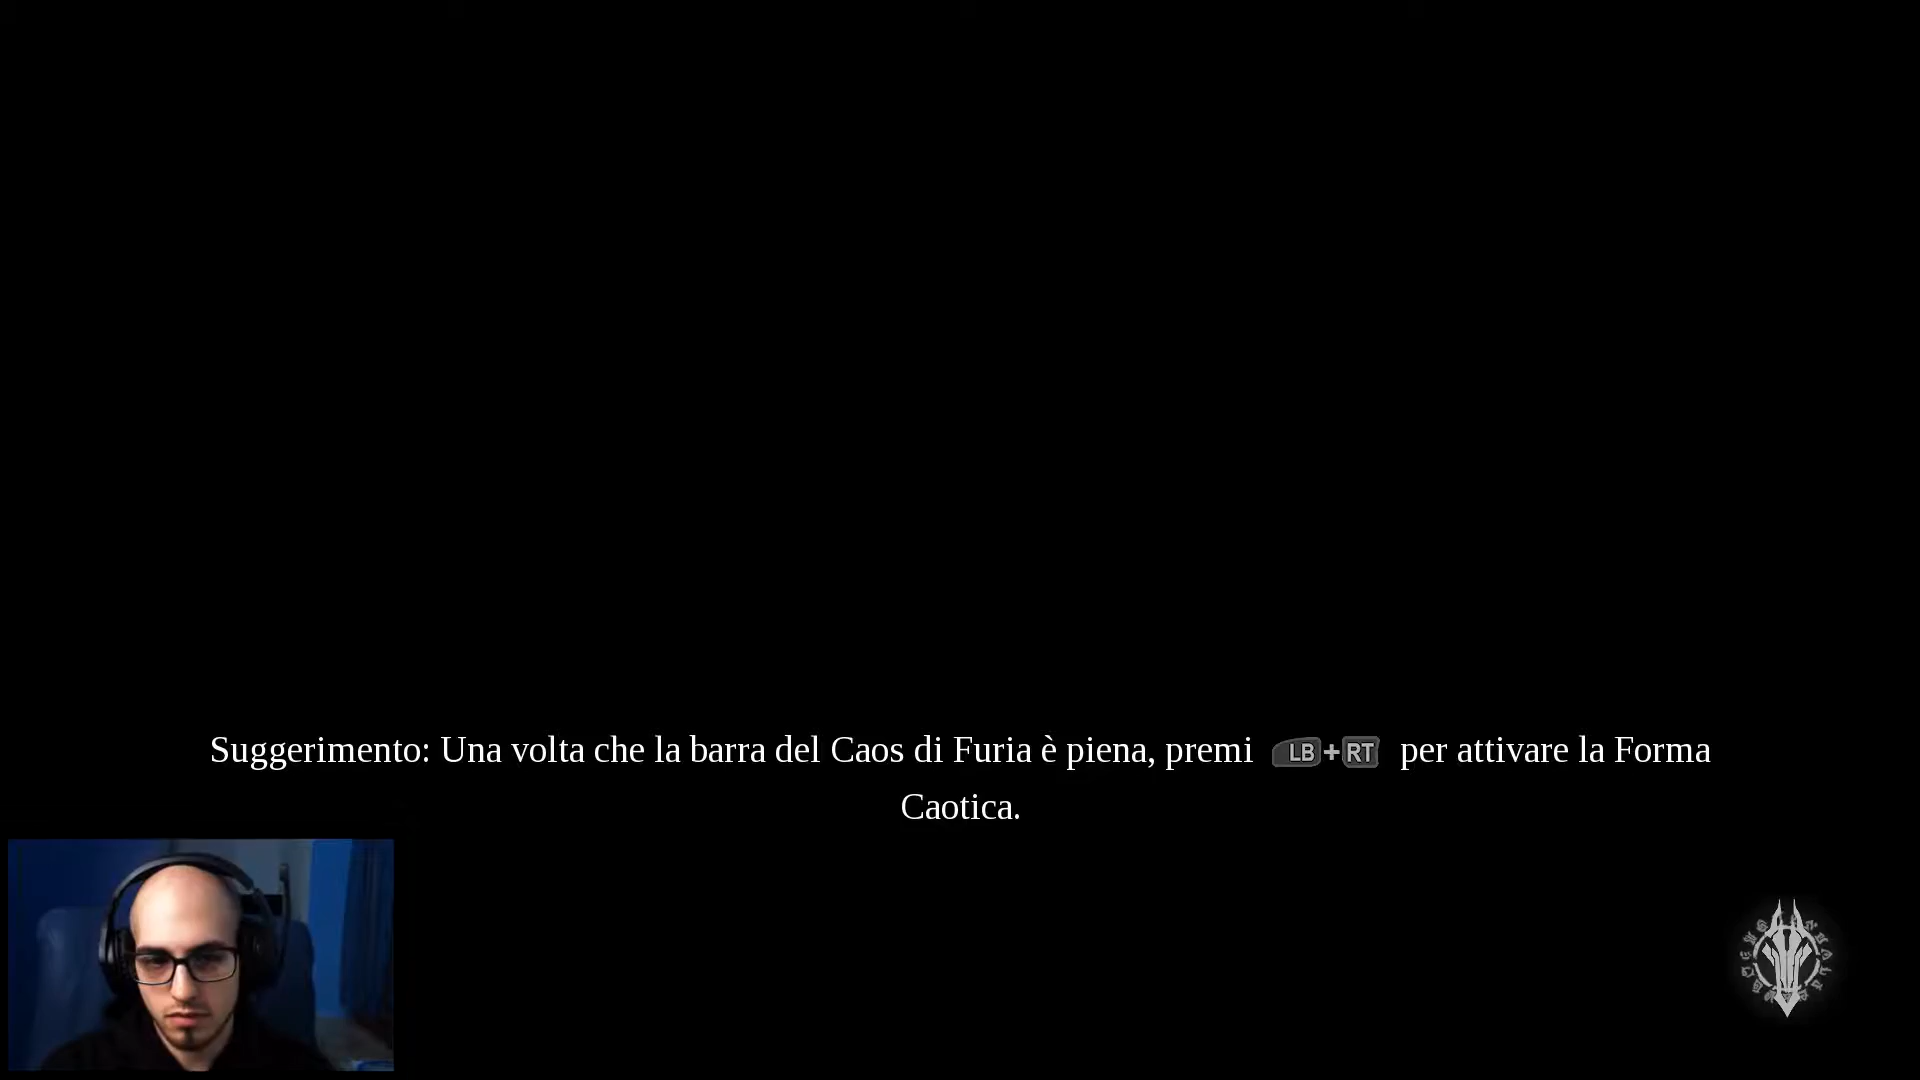 Suggerimento: Una volta che la barra del Caos di Furia è piena, premi LB+RT per attivare la Forma
Caotica.